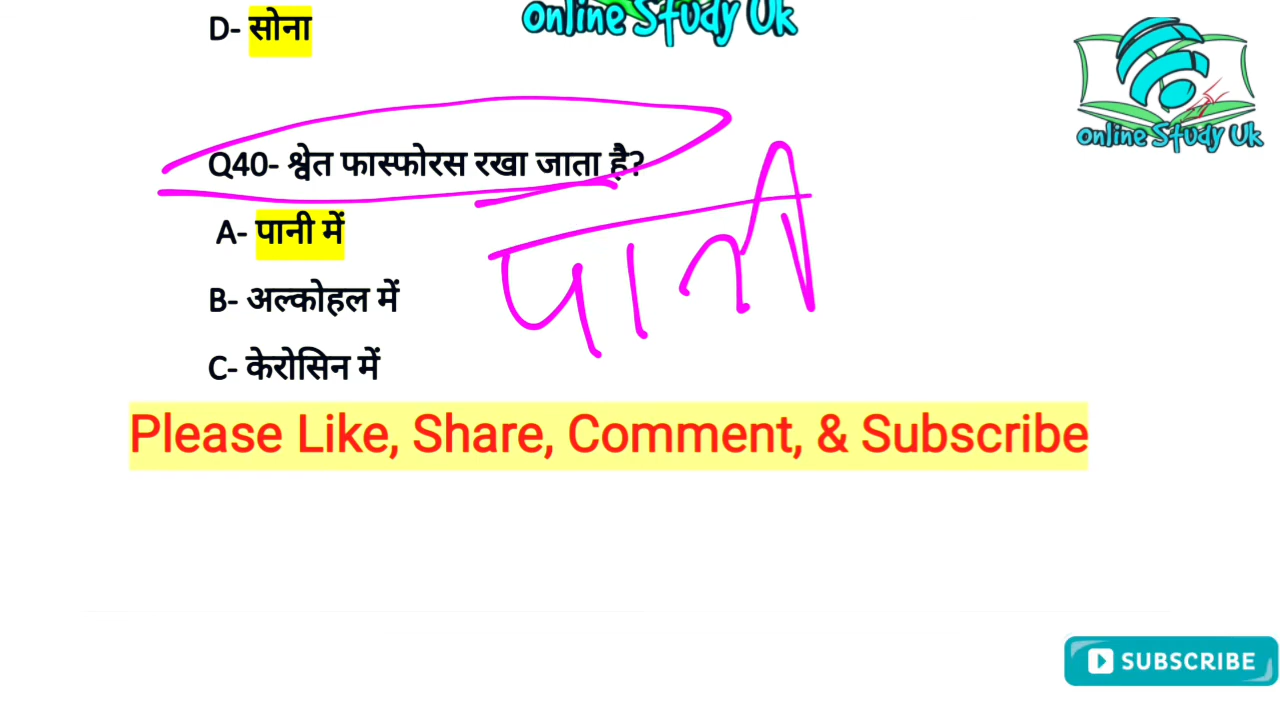 online Study Uk
D- सोना
online Study Uk
Q40- श्वेत फास्फोरस रखा जाता है?
A- पानी में
पानी
B- अल्कोहल में
C- केरोसिन में
Please Like, Share, Comment, & Subscribe
SUBSCRIBE